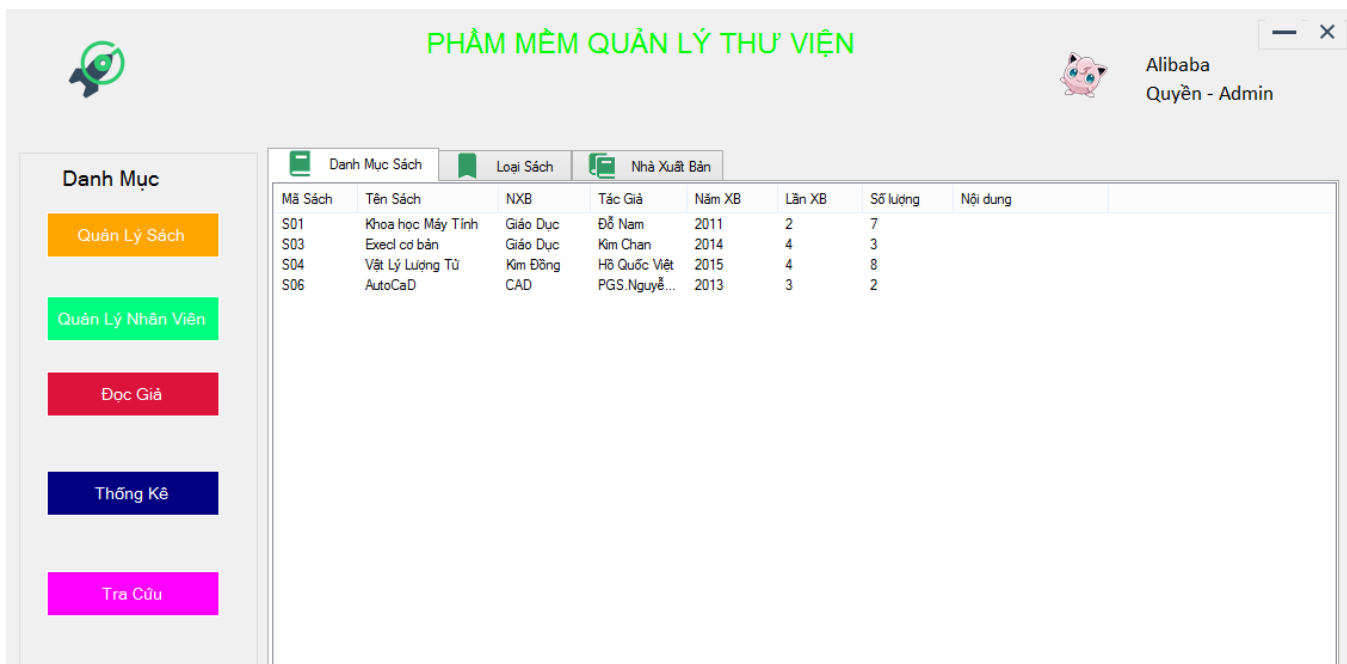 PHẦM MỀM QUẢN LÝ THƯ VIỆN
Alibaba
Quyền - Admin
Danh Mục
Quản Lý Sách
Quản Lý Nhân Viên
Đọc Giả
Thống Kê
Tra Cứu
Danh Mục Sách Loại Sách Nhà Xuất Bản
Mã Sách Tên Sách NXB Tác Giả Năm XB Lần XB Số lượng Nội dung
S01 Khoa học Máy Tính Giáo Dục Đỗ Nam 2011 2 7
S03 Execl cơ bản Giáo Dục Kim Chan 2014 4 3
S04 Vật Lý Lượng Tử Kim Đồng Hồ Quốc Việt 2015 4 8
S06 AutoCaD CAD PGS.Nguyễ... 2013 3 2